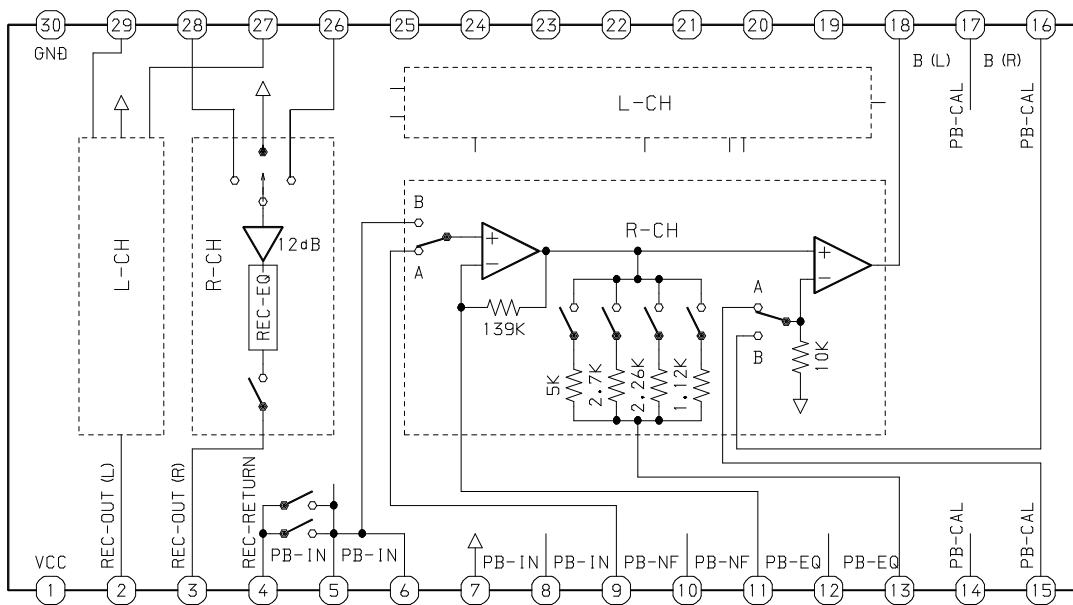 30 29 28 27 26 25 24 23 22 21 20 19 18 17 16
GND
B (L)
B (R)
PB-CAL
PB-CAL
L-CH
L-CH
R-CH
12dB
REC-EQ
B
A
+
−
R-CH
139K
5K
2.7K
2.26K
1.12K
A
B
+
−
10K
VCC
REC-OUT (L)
REC-OUT (R)
REC-RETURN
PB-IN
PB-IN
PB-IN
PB-IN
PB-NF
PB-NF
PB-EQ
PB-EQ
PB-CAL
PB-CAL
1 2 3 4 5 6 7 8 9 10 11 12 13 14 15